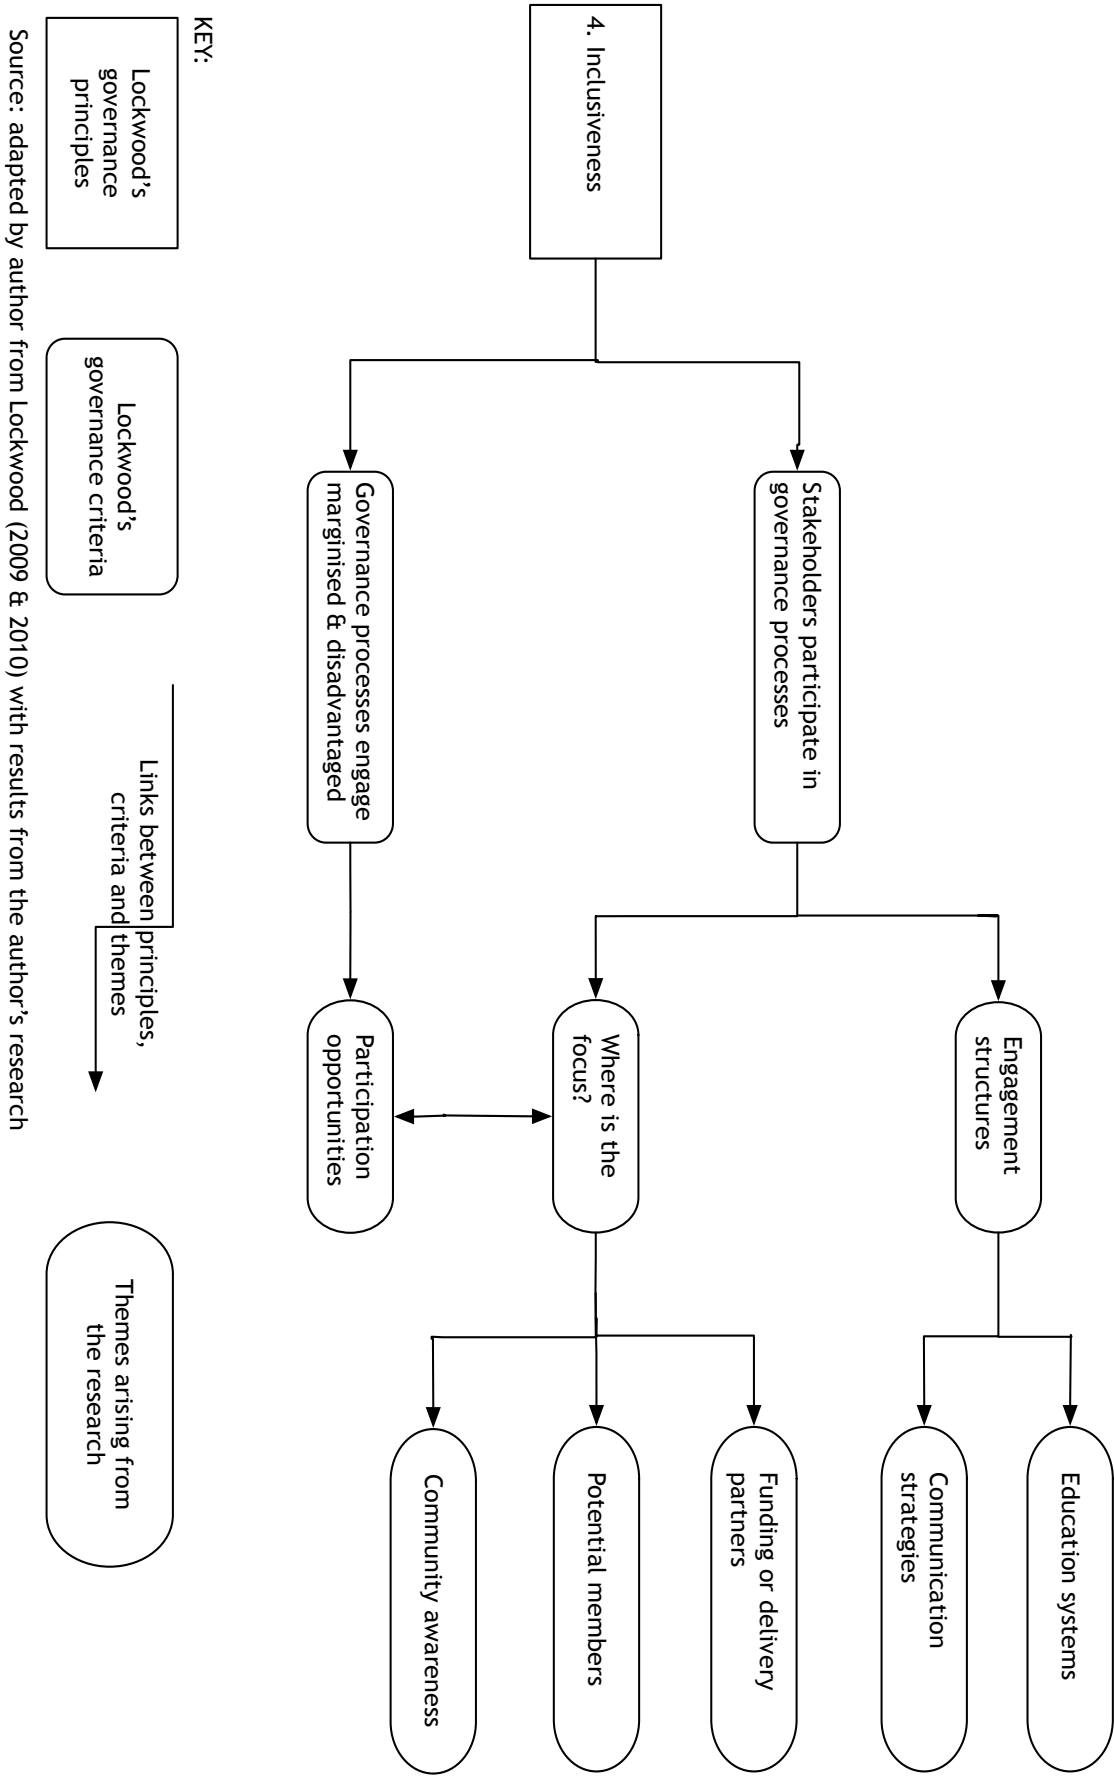 4. Inclusiveness
Stakeholders participate in
governance processes
Governance processes engage
marginised & disadvantaged
Engagement
structures
Where is the
focus?
Participation
opportunities
Education systems
Communication
strategies
Funding or delivery
partners
Potential members
Community awareness
KEY:
Lockwood’s
governance
principles
Lockwood’s
governance criteria
Links between principles,
criteria and themes
Themes arising from
the research
Source: adapted by author from Lockwood (2009 & 2010) with results from the author’s research